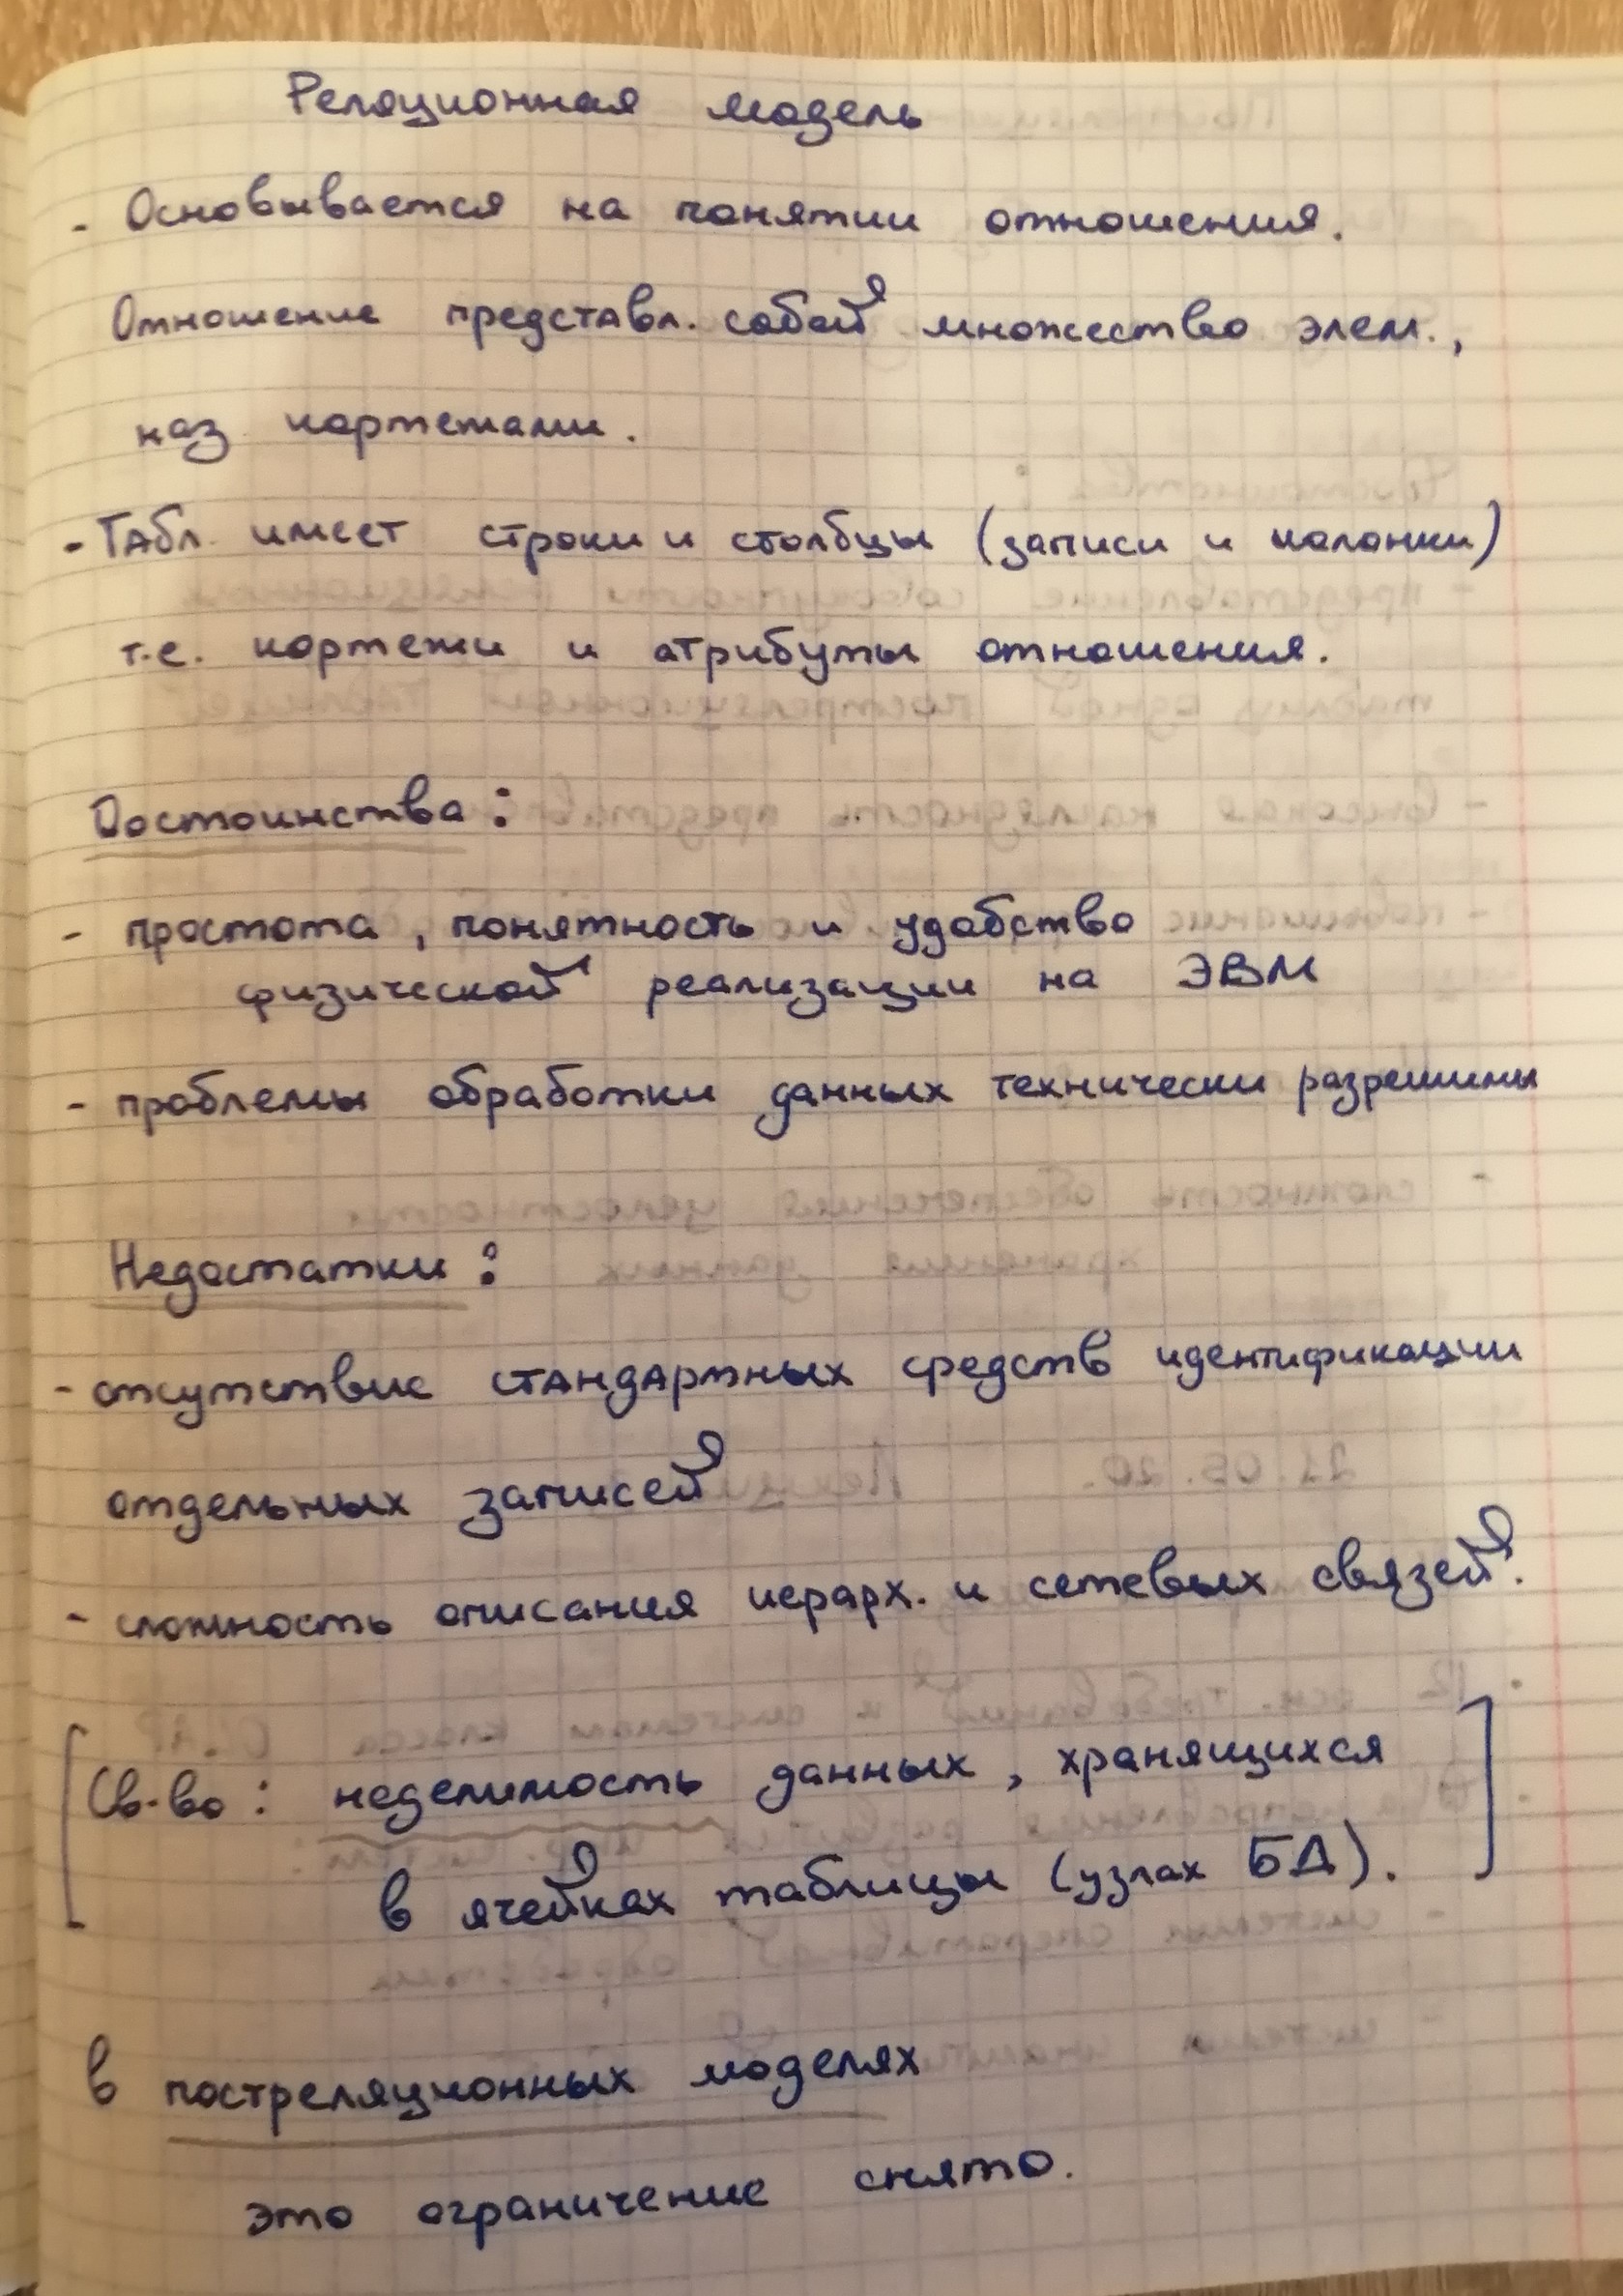 Реляционная модель
- Основывается на понятии отношения.
Отношение представл. собой множество элем.,
наз кортежами.
- Табл. имеет строки и столбцы (записи и колонки)
т.е. кортежи и атрибуты отношения.
Достоинства:
- простота, понятность и удобство
физической реализации на ЭВМ
- проблемы обработки данных технически разрешимы
Недостатки:
- отсутствие стандартных средств идентификации
отдельных записей
- сложность описания иерарх. и сетевых связей.
[Св-во: неделимость данных, хранящихся
в ячейках таблицы (узлах БД).]
в постреляционных моделях
это ограничение снято.